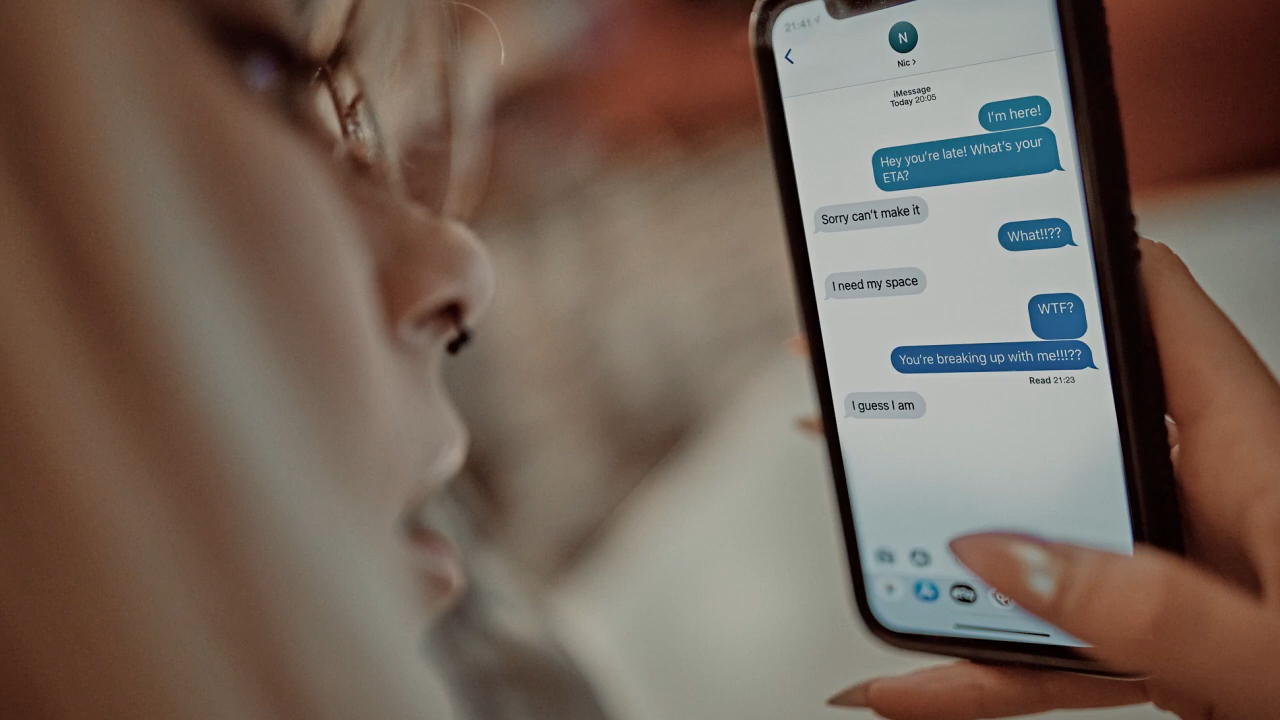 21:41
N
Nic >
iMessage
Today 20:05
I'm here!
Hey you're late! What's your
ETA?
Sorry can't make it
What!!??
I need my space
WTF?
You're breaking up with me!!!??
Read 21:23
I guess I am